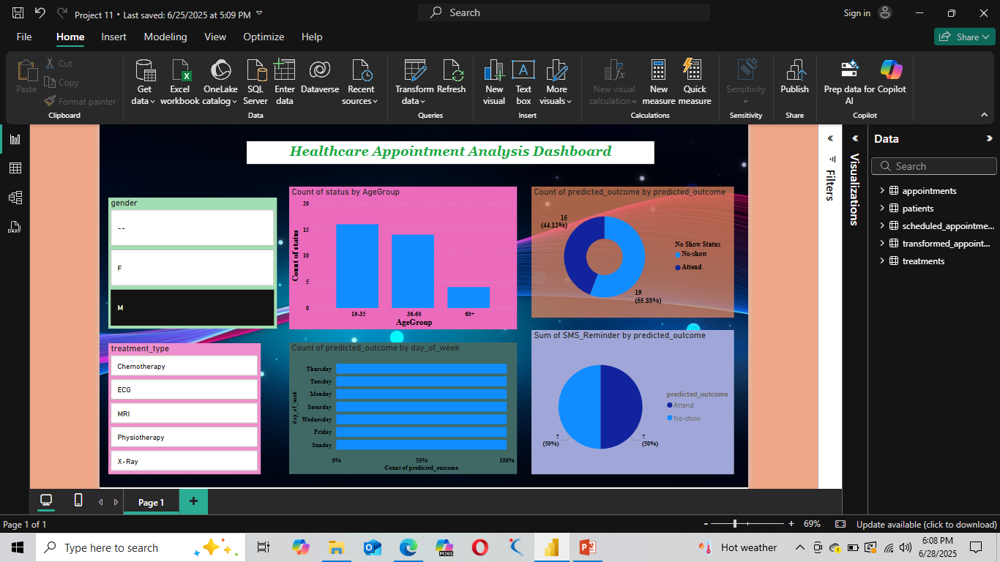 Project 11 • Last saved: 6/25/2025 at 5:09 PM
Search
Sign in
File
Home
Insert
Modeling
View
Optimize
Help
Share
Paste
Cut
Copy
Format painter
Clipboard
Get data
Excel workbook
OneLake catalog
SQL Server
Enter data
Dataverse
Recent sources
Data
Transform data
Refresh
Queries
New visual
Text box
More visuals
Insert
New visual calculation
New measure
Quick measure
Calculations
Sensitivity
Sensitivity
Publish
Share
Prep data for AI
Copilot
Copilot
Healthcare Appointment Analysis Dashboard
gender
--
F
M
treatment_type
Chemotherapy
ECG
MRI
Physiotherapy
X-Ray
Count of status by AgeGroup
Count of status
20
15
10
5
0
19-35
36-60
60+
AgeGroup
Count of predicted_outcome by predicted_outcome
15
(44.12%)
19
(55.88%)
No Show Status
No-show
Attend
Count of predicted_outcome by day_of_week
day_of_week
Thursday
Tuesday
Monday
Saturday
Wednesday
Friday
Sunday
0%
50%
100%
Count of predicted_outcome
Sum of SMS_Reminder by predicted_outcome
7
(50%)
7
(50%)
predicted_outcome
Attend
No-show
Filters
Visualizations
Data
Search
appointments
patients
scheduled_appointme...
transformed_appoint...
treatments
Page 1
Page 1 of 1
69%
Update available (click to download)
Type here to search
M365
Hot weather
6:08 PM
6/28/2025